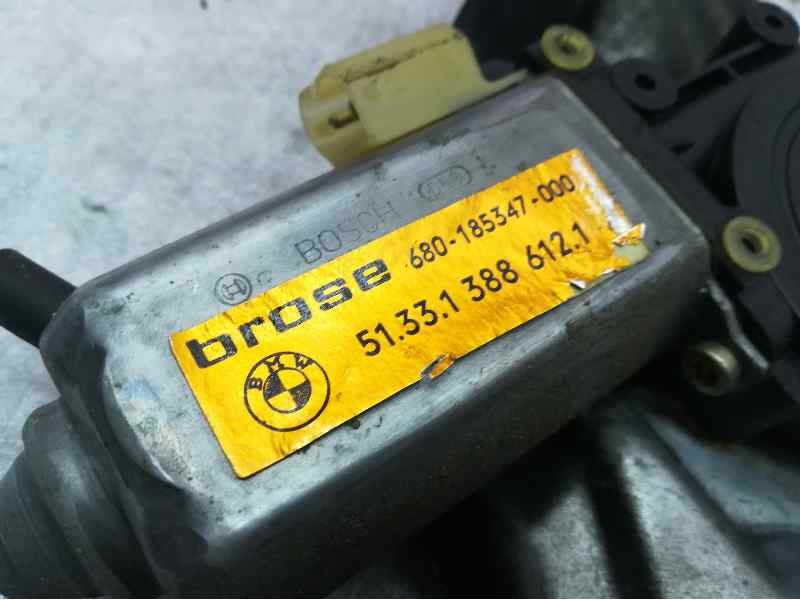 BOSCH
brose 680-185347-000
BMW 51.33.1 388 612.1